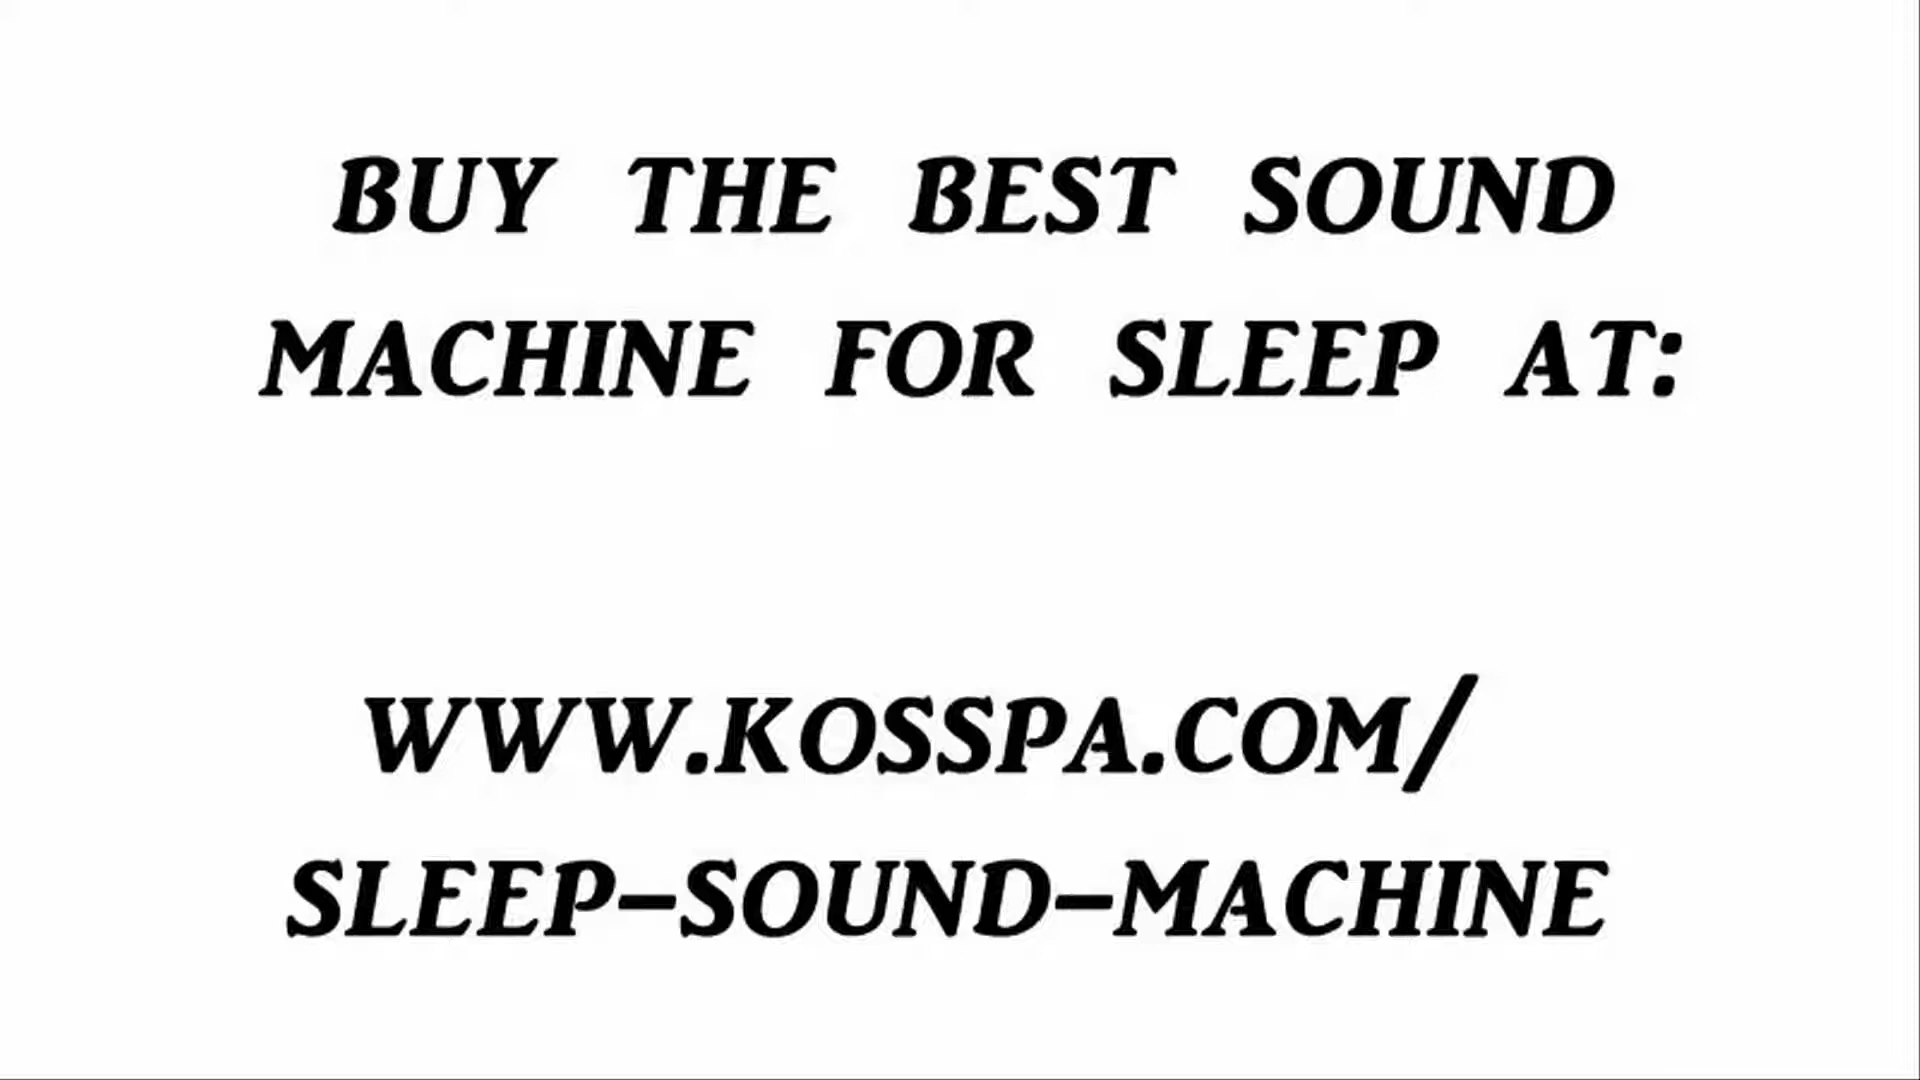 BUY THE BEST SOUND
MACHINE FOR SLEEP AT:
WWW.KOSSPA.COM/
SLEEP-SOUND-MACHINE